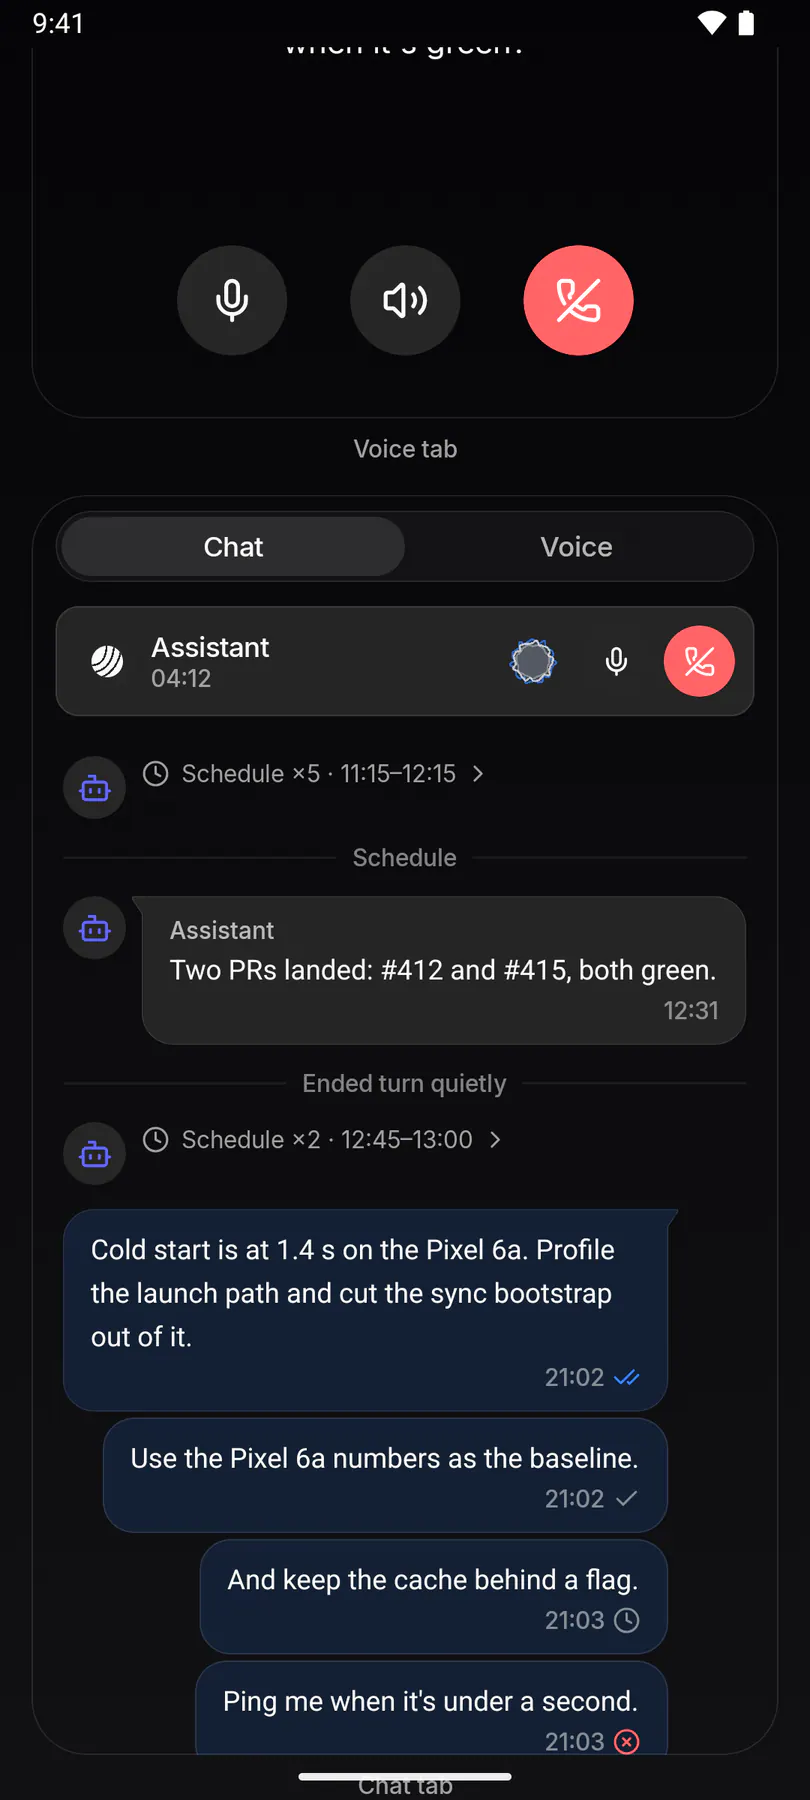 9:41
when it's green?
Voice tab
Chat
Voice
Assistant
04:12
Schedule ×5 · 11:15–12:15
Schedule
Assistant
Two PRs landed: #412 and #415, both green.
12:31
Ended turn quietly
Schedule ×2 · 12:45–13:00
Cold start is at 1.4 s on the Pixel 6a. Profile
the launch path and cut the sync bootstrap
out of it.
21:02
Use the Pixel 6a numbers as the baseline.
21:02
And keep the cache behind a flag.
21:03
Ping me when it's under a second.
21:03
Chat tab